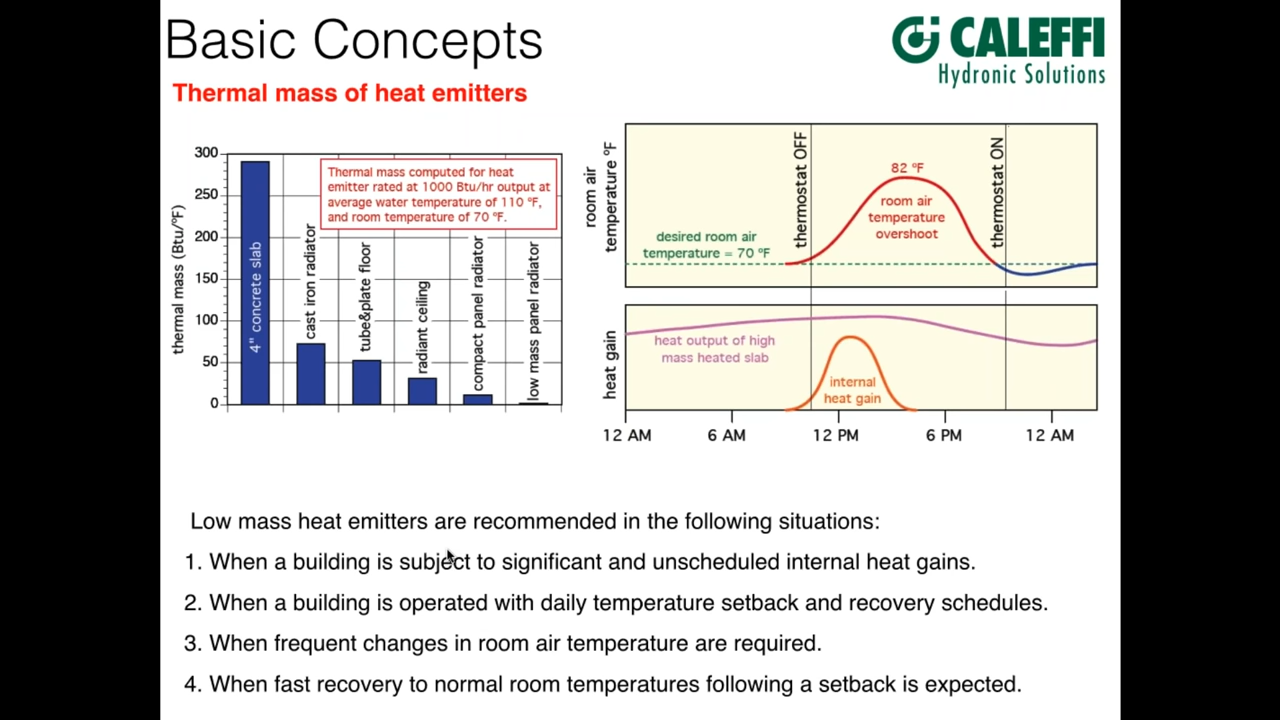 Basic Concepts
CALEFFI
Hydronic Solutions
Thermal mass of heat emitters
thermal mass (Btu/ºF)
300
250
200
150
100
50
0
Thermal mass computed for heat
emitter rated at 1000 Btu/hr output at
average water temperature of 110 ºF,
and room temperature of 70 ºF.
4" concrete slab
cast iron radiator
tube&plate floor
radiant ceiling
compact panel radiator
low mass panel radiator
room air
temperature ºF
desired room air
temperature = 70 ºF
thermostat OFF
82 ºF
room air
temperature
overshoot
thermostat ON
heat gain
heat output of high
mass heated slab
internal
heat gain
12 AM
6 AM
12 PM
6 PM
12 AM
Low mass heat emitters are recommended in the following situations:
1. When a building is subject to significant and unscheduled internal heat gains.
2. When a building is operated with daily temperature setback and recovery schedules.
3. When frequent changes in room air temperature are required.
4. When fast recovery to normal room temperatures following a setback is expected.